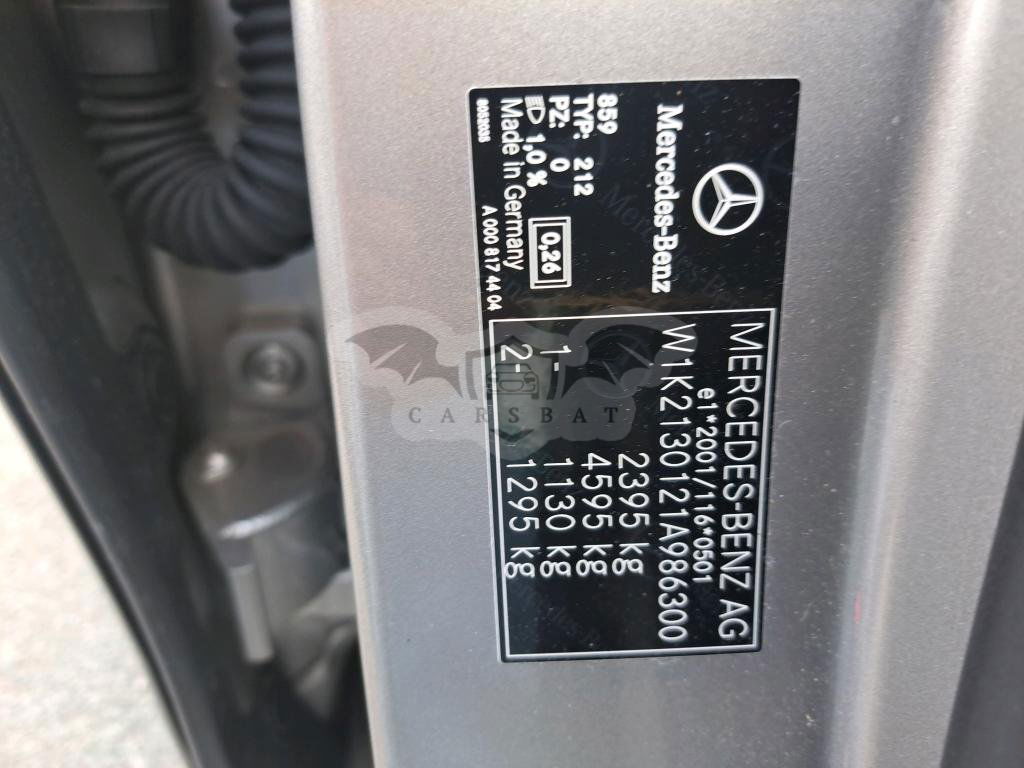 Mercedes-Benz
859
TYP: 212
PZ: 0
1,0 %
0,26
Made in Germany
A 000 817 44 04
MERCEDES-BENZ AG
e1*2001/116*0501
W1K2130121A986300
2395 kg
4595 kg
1- 1130 kg
2- 1295 kg
CARSBAT